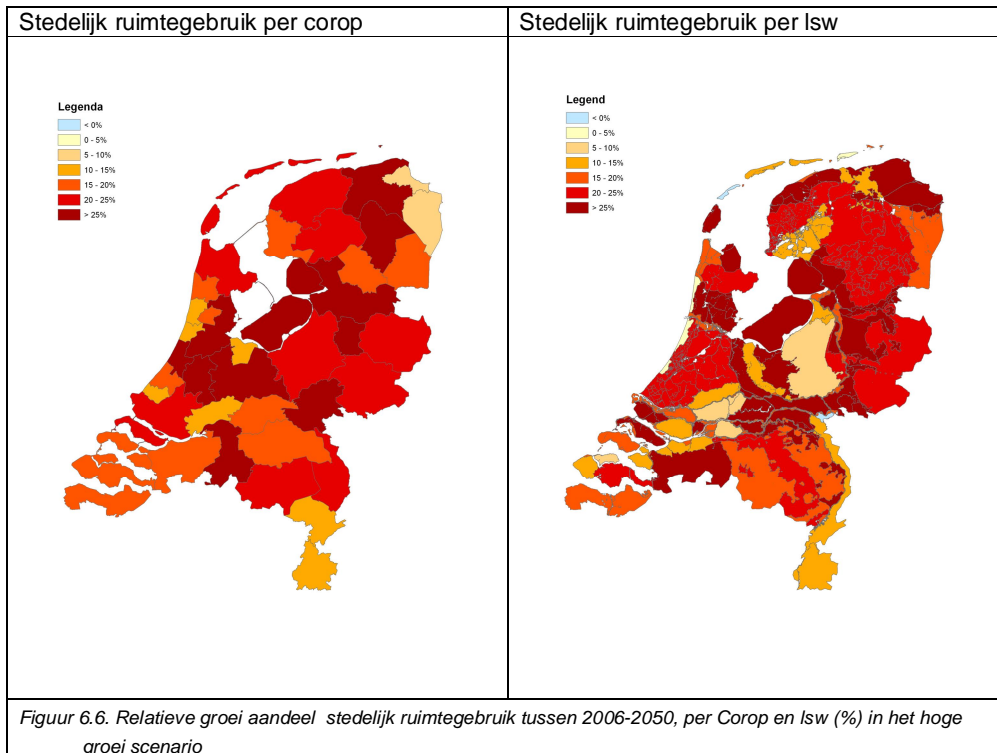 Stedelijk ruimtegebruik per corop
Stedelijk ruimtegebruik per lsw
Legenda
< 0%
0 - 5%
5 - 10%
10 - 15%
15 - 20%
20 - 25%
> 25%
Legend
< 0%
0 - 5%
5 - 10%
10 - 15%
15 - 20%
20 - 25%
> 25%
Figuur 6.6. Relatieve groei aandeel stedelijk ruimtegebruik tussen 2006-2050, per Corop en lsw (%) in het hoge
groei scenario